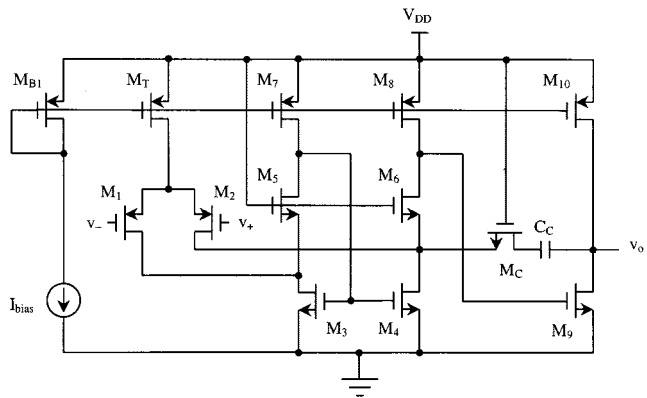 V_DD
M_B1
M_T
M_7
M_8
M_10
M_1
M_2
M_5
M_6
v_−
v_+
C_C
v_o
M_C
I_bias
M_3
M_4
M_9